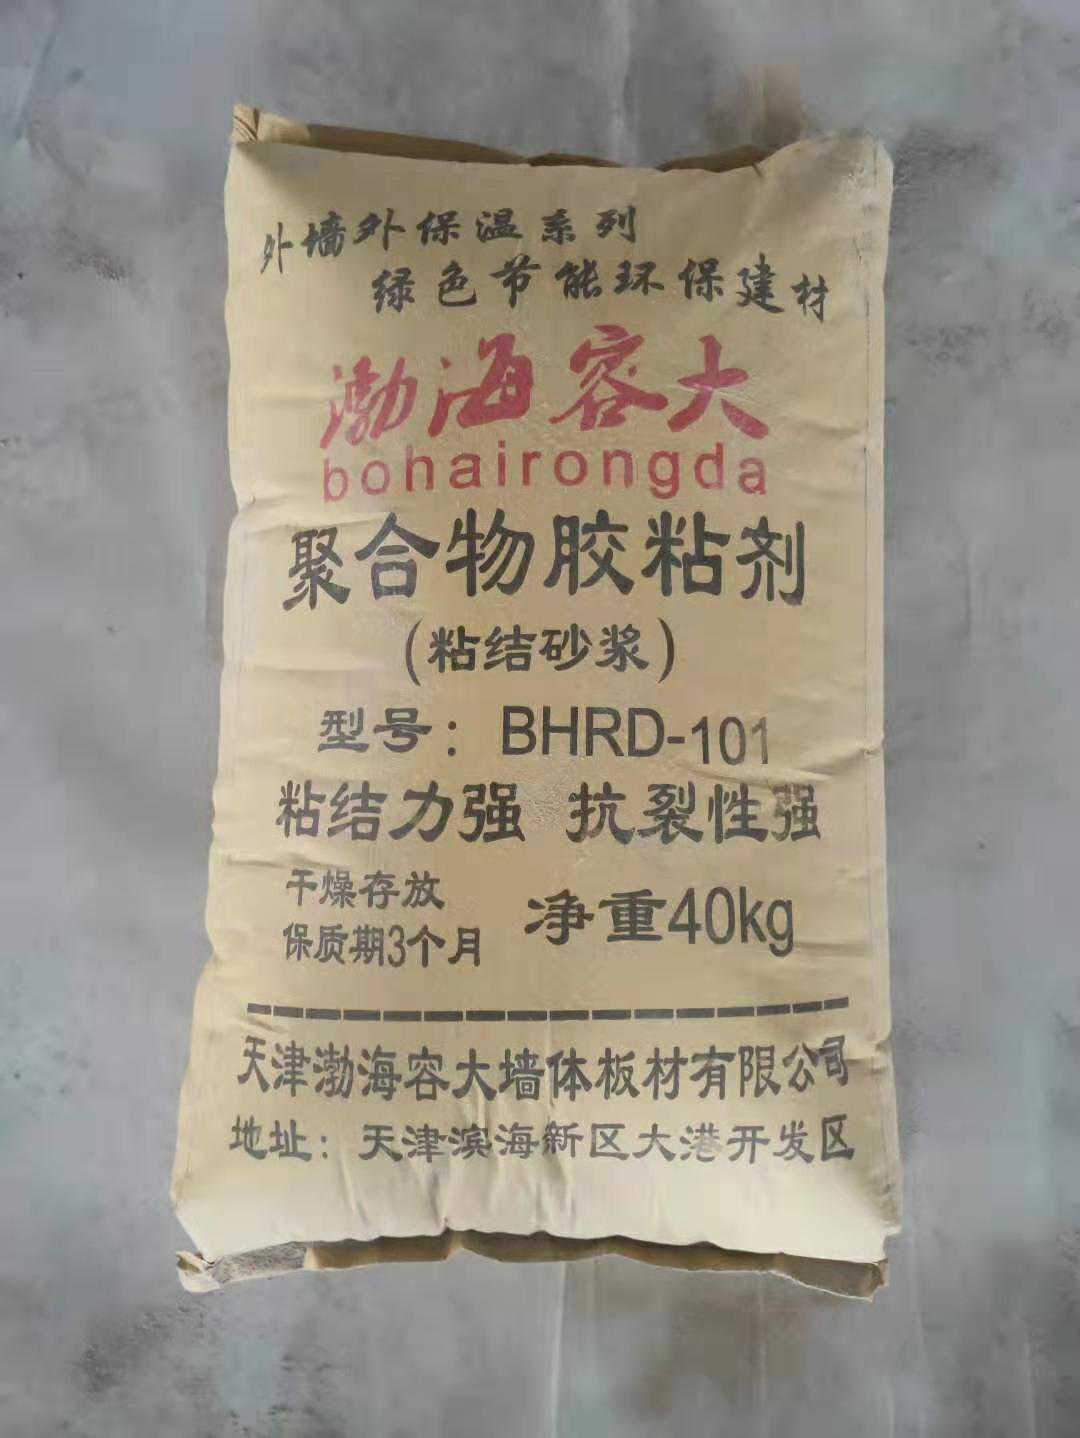 外墙外保温系列
绿色节能环保建材
渤海容大
bohairongda
聚合物胶粘剂
(粘结砂浆)
型号：BHRD-101
粘结力强 抗裂性强
干燥存放
保质期3个月
净重40kg
天津渤海容大墙体板材有限公司
地址：天津滨海新区大港开发区